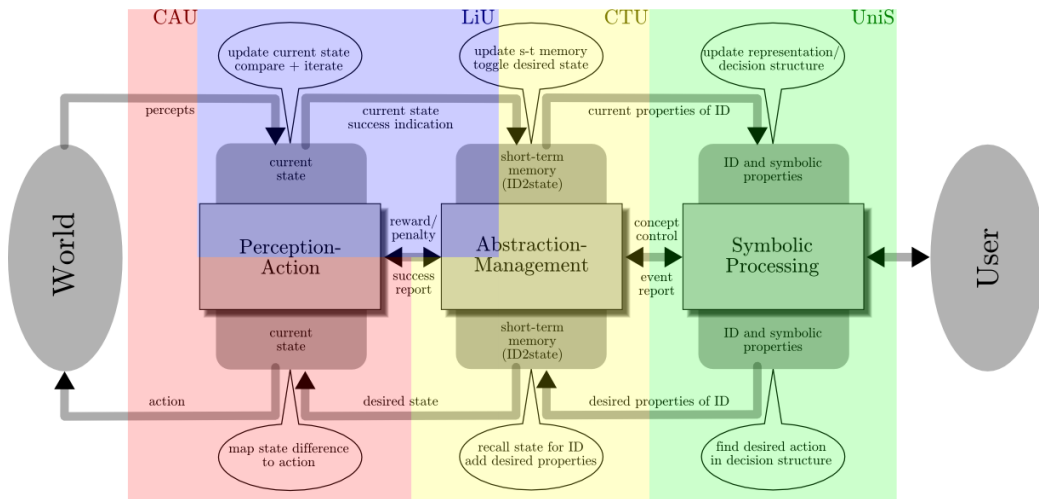 CAU
LiU
CTU
UniS
update current state
compare + iterate
update s-t memory
toggle desired state
update representation/
decision structure
percepts
current state
success indication
current properties of ID
current
state
short-term
memory
(ID2state)
ID and symbolic
properties
World
Perception-
Action
reward/
penalty
success
report
Abstraction-
Management
concept
control
event
report
Symbolic
Processing
User
current
state
short-term
memory
(ID2state)
ID and symbolic
properties
action
desired state
desired properties of ID
map state difference
to action
recall state for ID
add desired properties
find desired action
in decision structure